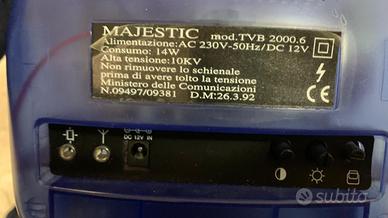 MAJESTIC mod.TVB 2000.6
Alimentazione:AC 230V-50Hz/DC 12V
Consumo: 14W
Alta tensione:10KV
Non rimuovere lo schienale
prima di avere tolto la tensione
Ministero delle Comunicazioni
N.09497/09381 D.M:26.3.92
DC 12V IN
subito